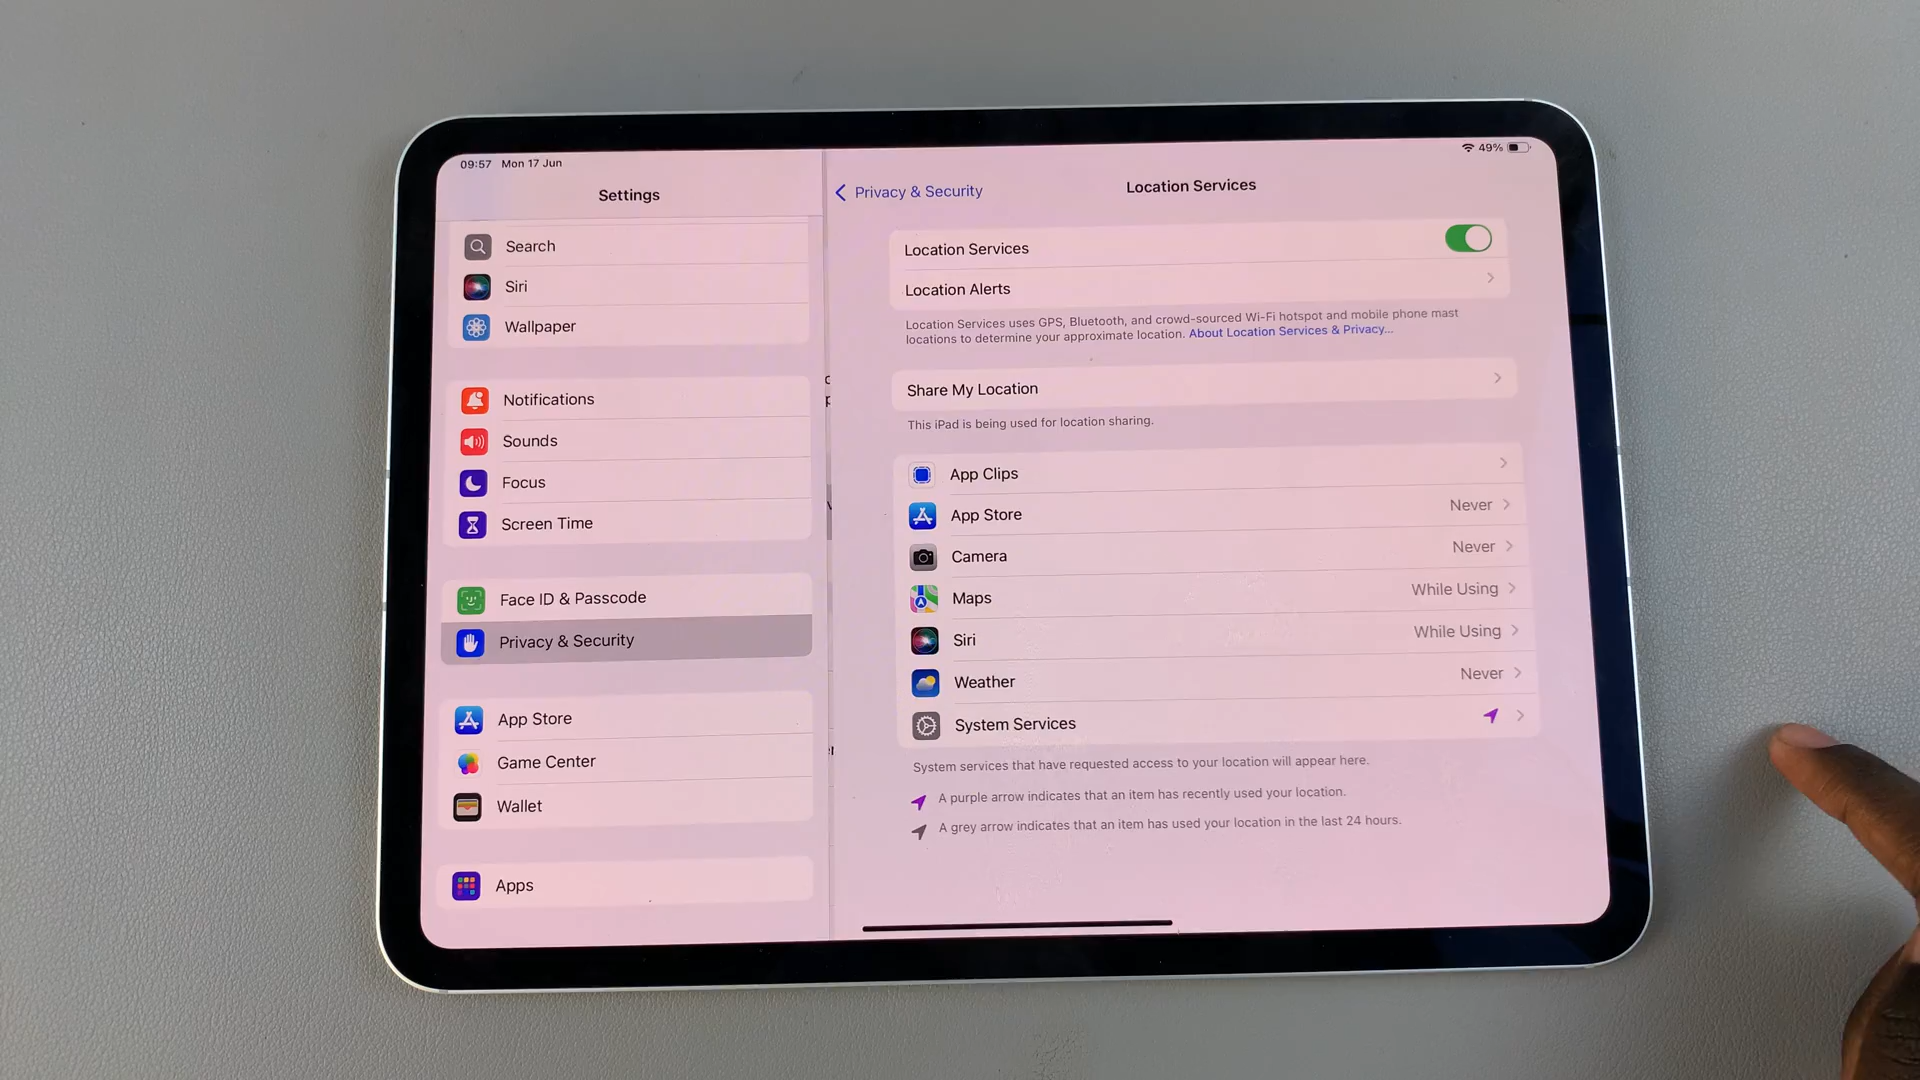 09:57 Mon 17 Jun
49%
Settings
Search
Siri
Wallpaper
Notifications
Sounds
Focus
Screen Time
Face ID & Passcode
Privacy & Security
App Store
Game Center
Wallet
Apps
Privacy & Security
Location Services
Location Services
Location Alerts
Location Services uses GPS, Bluetooth, and crowd-sourced Wi-Fi hotspot and mobile phone mast
locations to determine your approximate location. About Location Services & Privacy...
Share My Location
This iPad is being used for location sharing.
App Clips
App Store Never
Camera Never
Maps While Using
Siri While Using
Weather Never
System Services
System services that have requested access to your location will appear here.
A purple arrow indicates that an item has recently used your location.
A grey arrow indicates that an item has used your location in the last 24 hours.